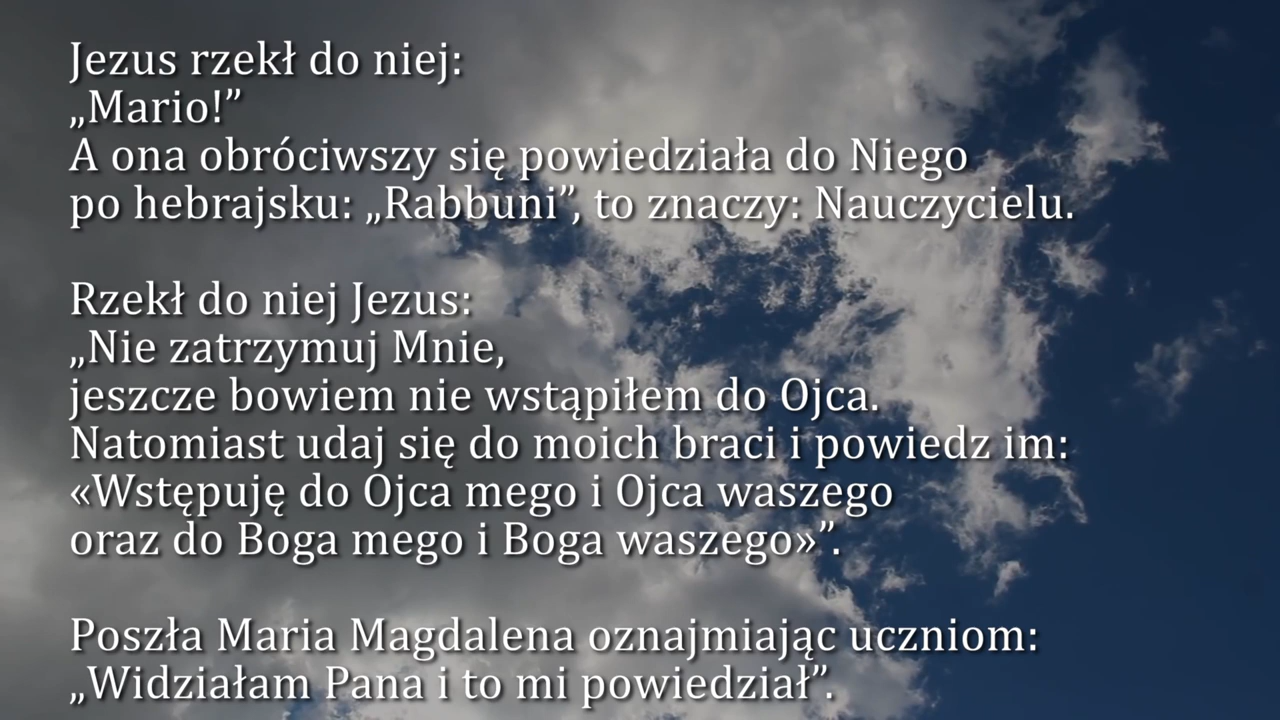 Jezus rzekł do niej:
„Mario!”
A ona obróciwszy się powiedziała do Niego
po hebrajsku: „Rabbuni”, to znaczy: Nauczycielu.
Rzekł do niej Jezus:
„Nie zatrzymuj Mnie,
jeszcze bowiem nie wstąpiłem do Ojca.
Natomiast udaj się do moich braci i powiedz im:
«Wstępuję do Ojca mego i Ojca waszego
oraz do Boga mego i Boga waszego»”.
Poszła Maria Magdalena oznajmiając uczniom:
„Widziałam Pana i to mi powiedział”.